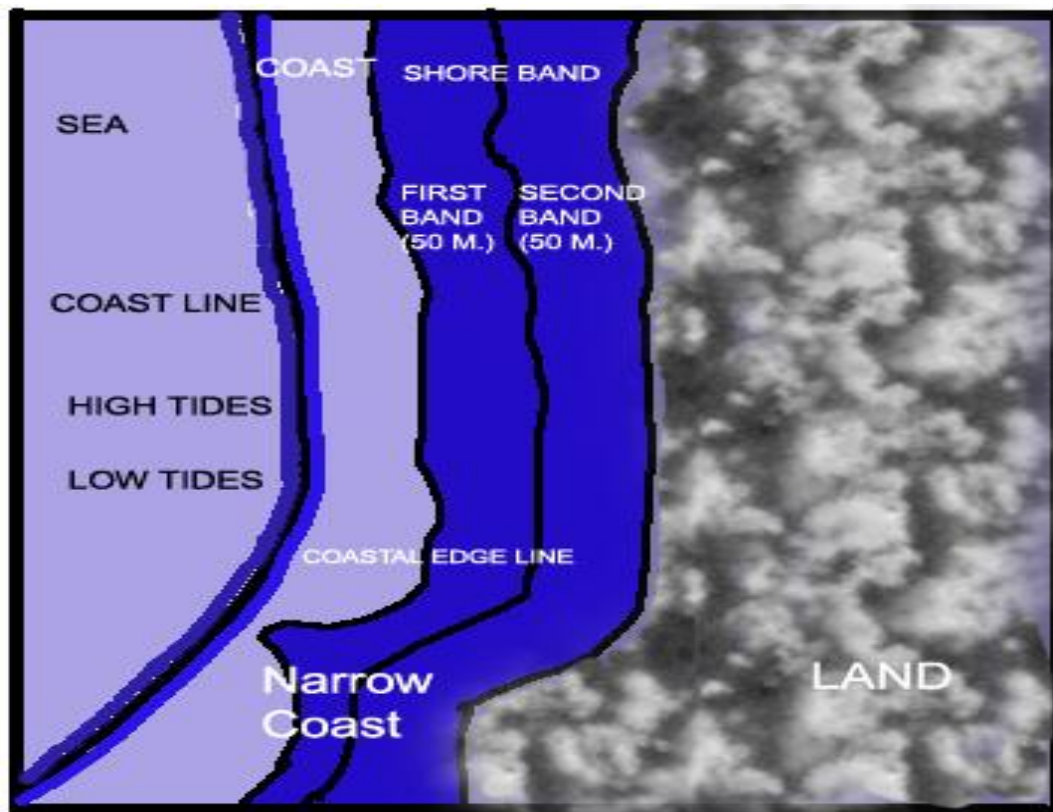 COAST
SHORE BAND
SEA
FIRST
BAND
(50 M.)
SECOND
BAND
(50 M.)
COAST LINE
HIGH TIDES
LOW TIDES
COASTAL EDGE LINE
Narrow
Coast
LAND